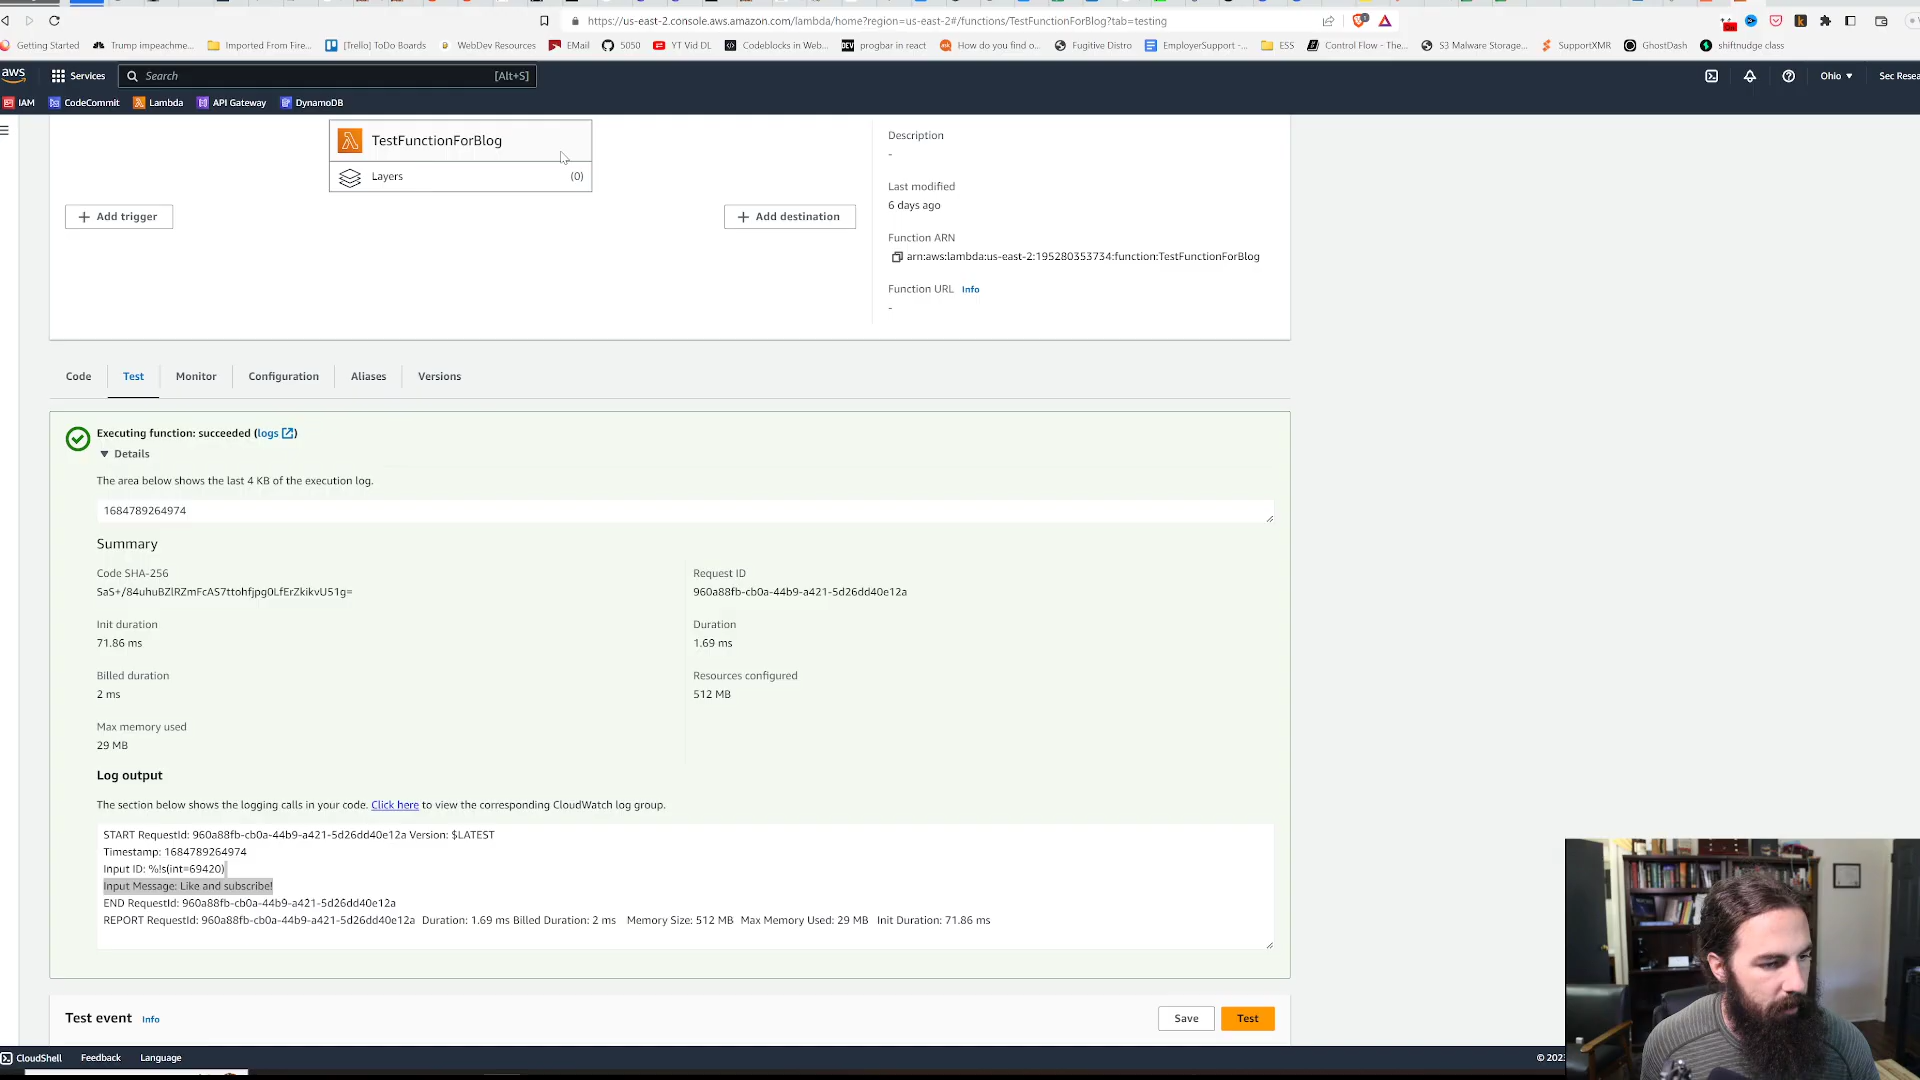 https://us-east-2.console.aws.amazon.com/lambda/home?region=us-east-2#/functions/TestFunctionForBlog?tab=testing
Getting Started Trump impeachme... Imported From Fire... [Trello] ToDo Boards WebDev Resources EMail 5050 YT Vid DL Codeblocks in Web... progbar in react How do you find o... Fugitive Distro EmployerSupport -... ESS Control Flow - The... S3 Malware Storage... SupportXMR GhostDash shiftnudge class
aws Services Search [Alt+S] Ohio Sec Resea
IAM CodeCommit Lambda API Gateway DynamoDB
TestFunctionForBlog
Layers (0)
Add trigger
Add destination
Description
-
Last modified
6 days ago
Function ARN
arn:aws:lambda:us-east-2:195280353734:function:TestFunctionForBlog
Function URL Info
-
Code Test Monitor Configuration Aliases Versions
Executing function: succeeded (logs)
Details
The area below shows the last 4 KB of the execution log.
1684789264974
Summary
Code SHA-256
SaS+/84uhuBZlRZmFcAS7ttohfjpg0LfErZkikvU51g=
Request ID
960a88fb-cb0a-44b9-a421-5d26dd40e12a
Init duration
71.86 ms
Duration
1.69 ms
Billed duration
2 ms
Resources configured
512 MB
Max memory used
29 MB
Log output
The section below shows the logging calls in your code. Click here to view the corresponding CloudWatch log group.
START RequestId: 960a88fb-cb0a-44b9-a421-5d26dd40e12a Version: $LATEST
Timestamp: 1684789264974
Input ID: %!s(int=69420)
Input Message: Like and subscribe!
END RequestId: 960a88fb-cb0a-44b9-a421-5d26dd40e12a
REPORT RequestId: 960a88fb-cb0a-44b9-a421-5d26dd40e12a Duration: 1.69 ms Billed Duration: 2 ms Memory Size: 512 MB Max Memory Used: 29 MB Init Duration: 71.86 ms
Test event Info
Save Test
CloudShell Feedback Language © 2023